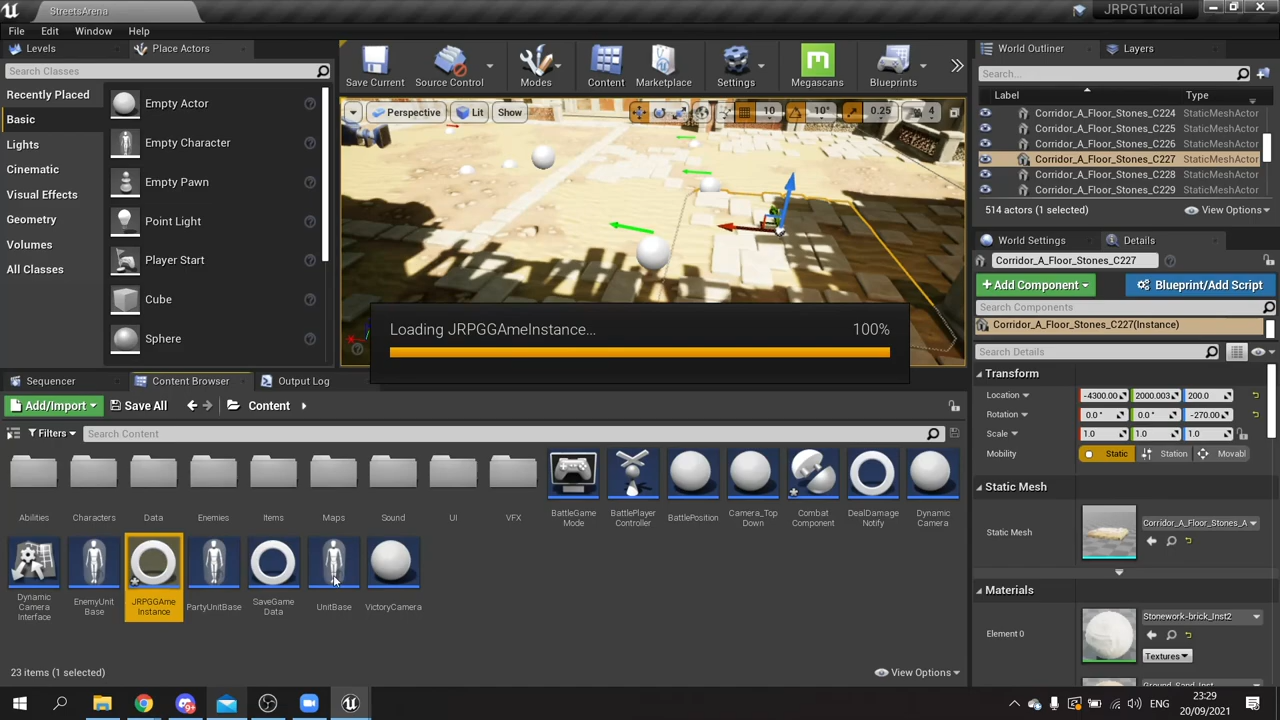 StreetsArena
JRPGTutorial
File Edit Window Help
Levels
Place Actors
Search Classes
Recently Placed
Basic
Lights
Cinematic
Visual Effects
Geometry
Volumes
All Classes
Empty Actor
Empty Character
Empty Pawn
Point Light
Player Start
Cube
Sphere
Save Current
Source Control
Modes
Content
Marketplace
Settings
Megascans
Blueprints
Perspective
Lit
Show
10
10°
0.25
4
Loading JRPGGAmeInstance...
100%
World Outliner
Layers
Search...
Label
Type
Corridor_A_Floor_Stones_C224 StaticMeshActor
Corridor_A_Floor_Stones_C225 StaticMeshActor
Corridor_A_Floor_Stones_C226 StaticMeshActor
Corridor_A_Floor_Stones_C227 StaticMeshActor
Corridor_A_Floor_Stones_C228 StaticMeshActor
Corridor_A_Floor_Stones_C229 StaticMeshActor
514 actors (1 selected)
View Options
World Settings
Details
Corridor_A_Floor_Stones_C227
+Add Component
Blueprint/Add Script
Search Components
Corridor_A_Floor_Stones_C227(Instance)
Search Details
Transform
Location -4300.00 2000.003 200.0
Rotation 0.0 ° 0.0 ° -270.00
Scale 1.0 1.0 1.0
Mobility Static Station Movabl
Static Mesh
Static Mesh
Corridor_A_Floor_Stones_A
Materials
Element 0
Stonework-brick_Inst2
Textures
Ground_Sand_Inst
Sequencer
Content Browser
Output Log
Add/Import
Save All
Content
Filters
Search Content
Abilities
Characters
Data
Enemies
Items
Maps
Sound
UI
VFX
BattleGame
Mode
BattlePlayer
Controller
BattlePosition
Camera_Top
Down
Combat
Component
DealDamage
Notify
Dynamic
Camera
Dynamic
Camera
Interface
EnemyUnit
Base
JRPGGAme
Instance
PartyUnitBase
SaveGame
Data
UnitBase
VictoryCamera
23 items (1 selected)
View Options
ENG
23:29
20/09/2021